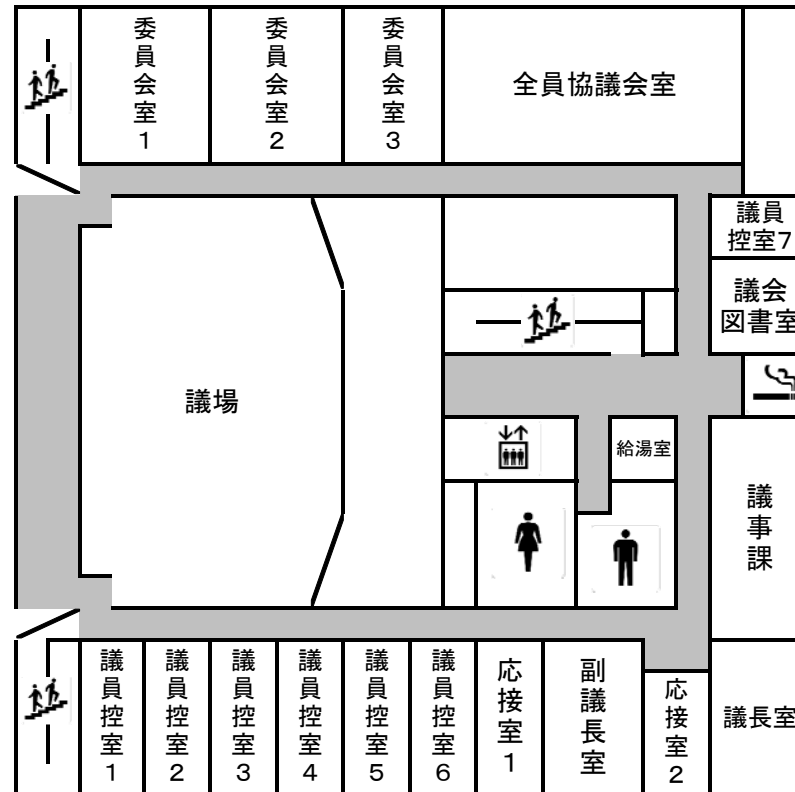 委員会室1
委員会室2
委員会室3
全員協議会室
議員
控室7
議会
図書室
議場
給湯室
議事課
議員控室1
議員控室2
議員控室3
議員控室4
議員控室5
議員控室6
応接室1
副議長室
応接室2
議長室